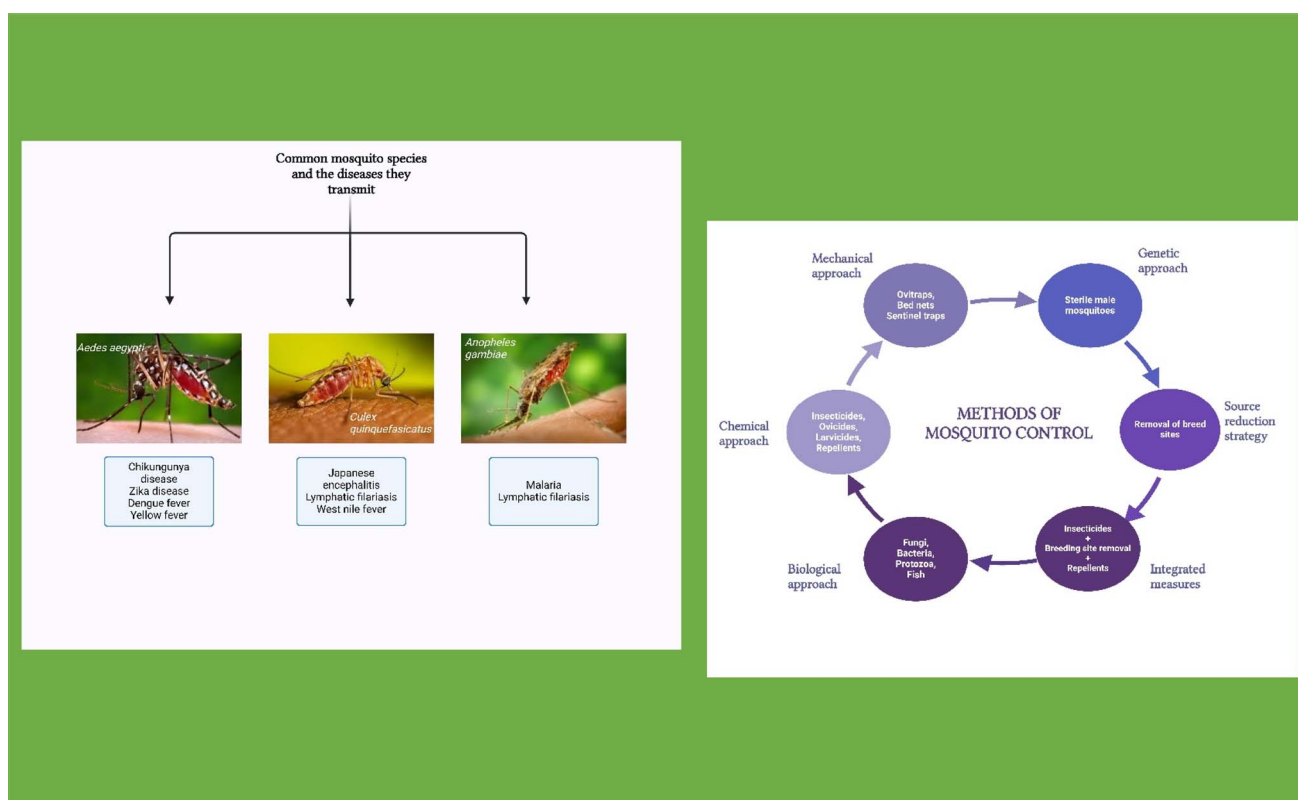 Common mosquito species
and the diseases they
transmit
Aedes aegypti
Culex
quinquefasicatus
Anopheles
gambiae
Chikungunya
disease
Zika disease
Dengue fever
Yellow fever
Japanese
encephalitis
Lymphatic filariasis
West nile fever
Malaria
Lymphatic filariasis
METHODS OF
MOSQUITO CONTROL
Mechanical
approach
Ovitraps,
Bed nets
Sentinel traps
Genetic
approach
Sterile male
mosquitoes
Source
reduction
strategy
Removal of breed
sites
Integrated
measures
Insecticides
+
Breeding site removal
+
Repellents
Biological
approach
Fungi,
Bacteria,
Protozoa,
Fish
Chemical
approach
Insecticides,
Ovicidas,
Larvicides,
Repellents